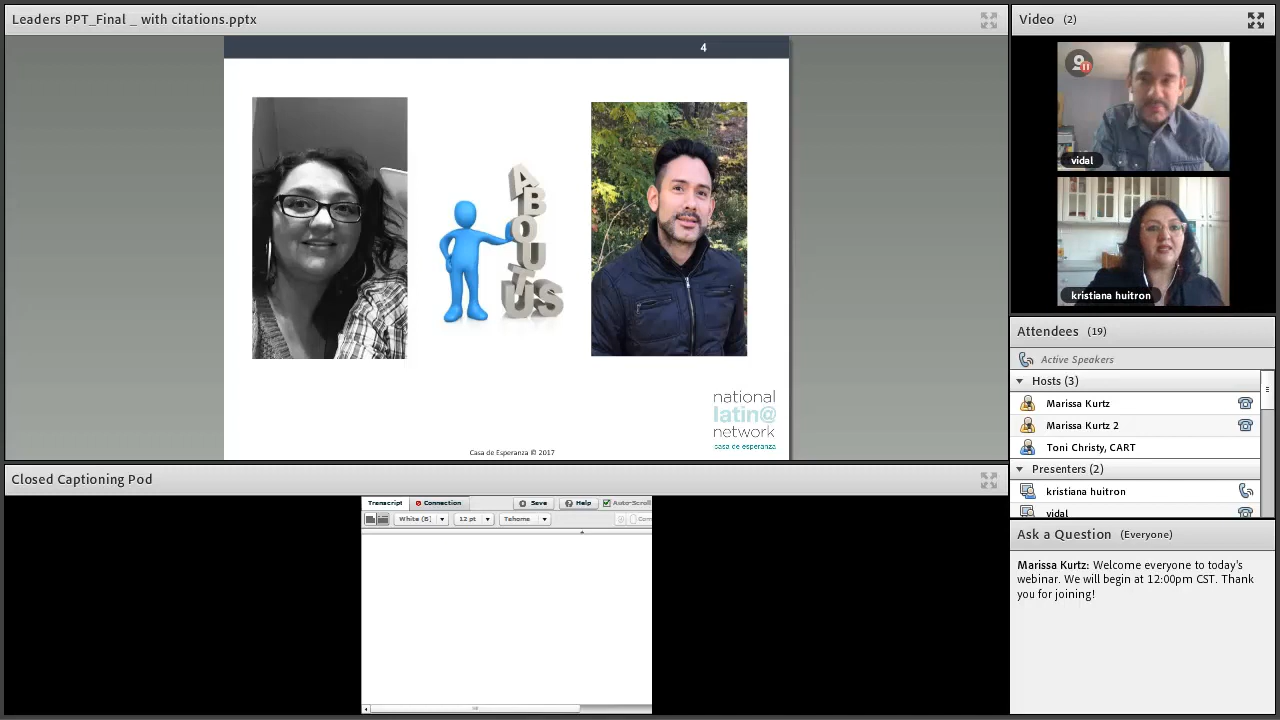 Leaders PPT_Final _ with citations.pptx
4
ABOUT US
national
latin@
network
casa de esperanza
Casa de Esperanza © 2017
Closed Captioning Pod
Transcript Connection Save Help Auto-Scroll
White (B) 12 pt Tahoma
Video (2)
vidal
kristiana huitron
Attendees (19)
Active Speakers
Hosts (3)
Marissa Kurtz
Marissa Kurtz 2
Toni Christy, CART
Presenters (2)
kristiana huitron
vidal
Ask a Question (Everyone)
Marissa Kurtz: Welcome everyone to today's
webinar. We will begin at 12:00pm CST. Thank
you for joining!